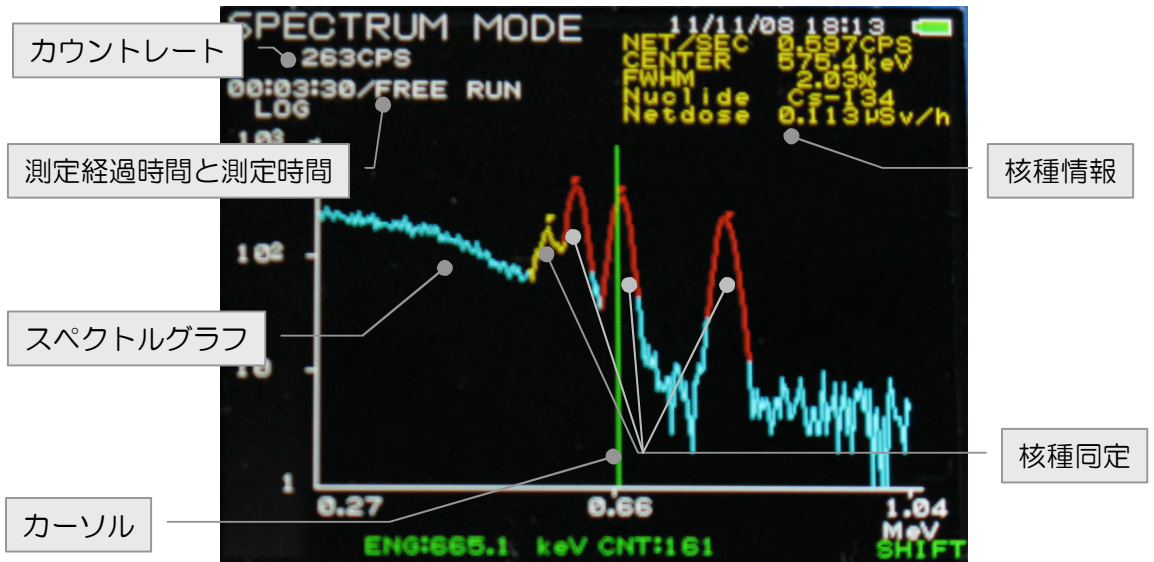 SPECTRUM MODE
11/11/08 18:13
カウントレート
263CPS
NET/SEC 0.597CPS
CENTER 575.4keV
FWHM 2.03%
Nuclide Cs-134
Netdose 0.113μSv/h
00:03:30/FREE RUN
LOG
10³
測定経過時間と測定時間
核種情報
10²
スペクトルグラフ
10
核種同定
1
カーソル
0.27 0.66 1.04
MeV
ENG:665.1 keV CNT:161
SHIFT